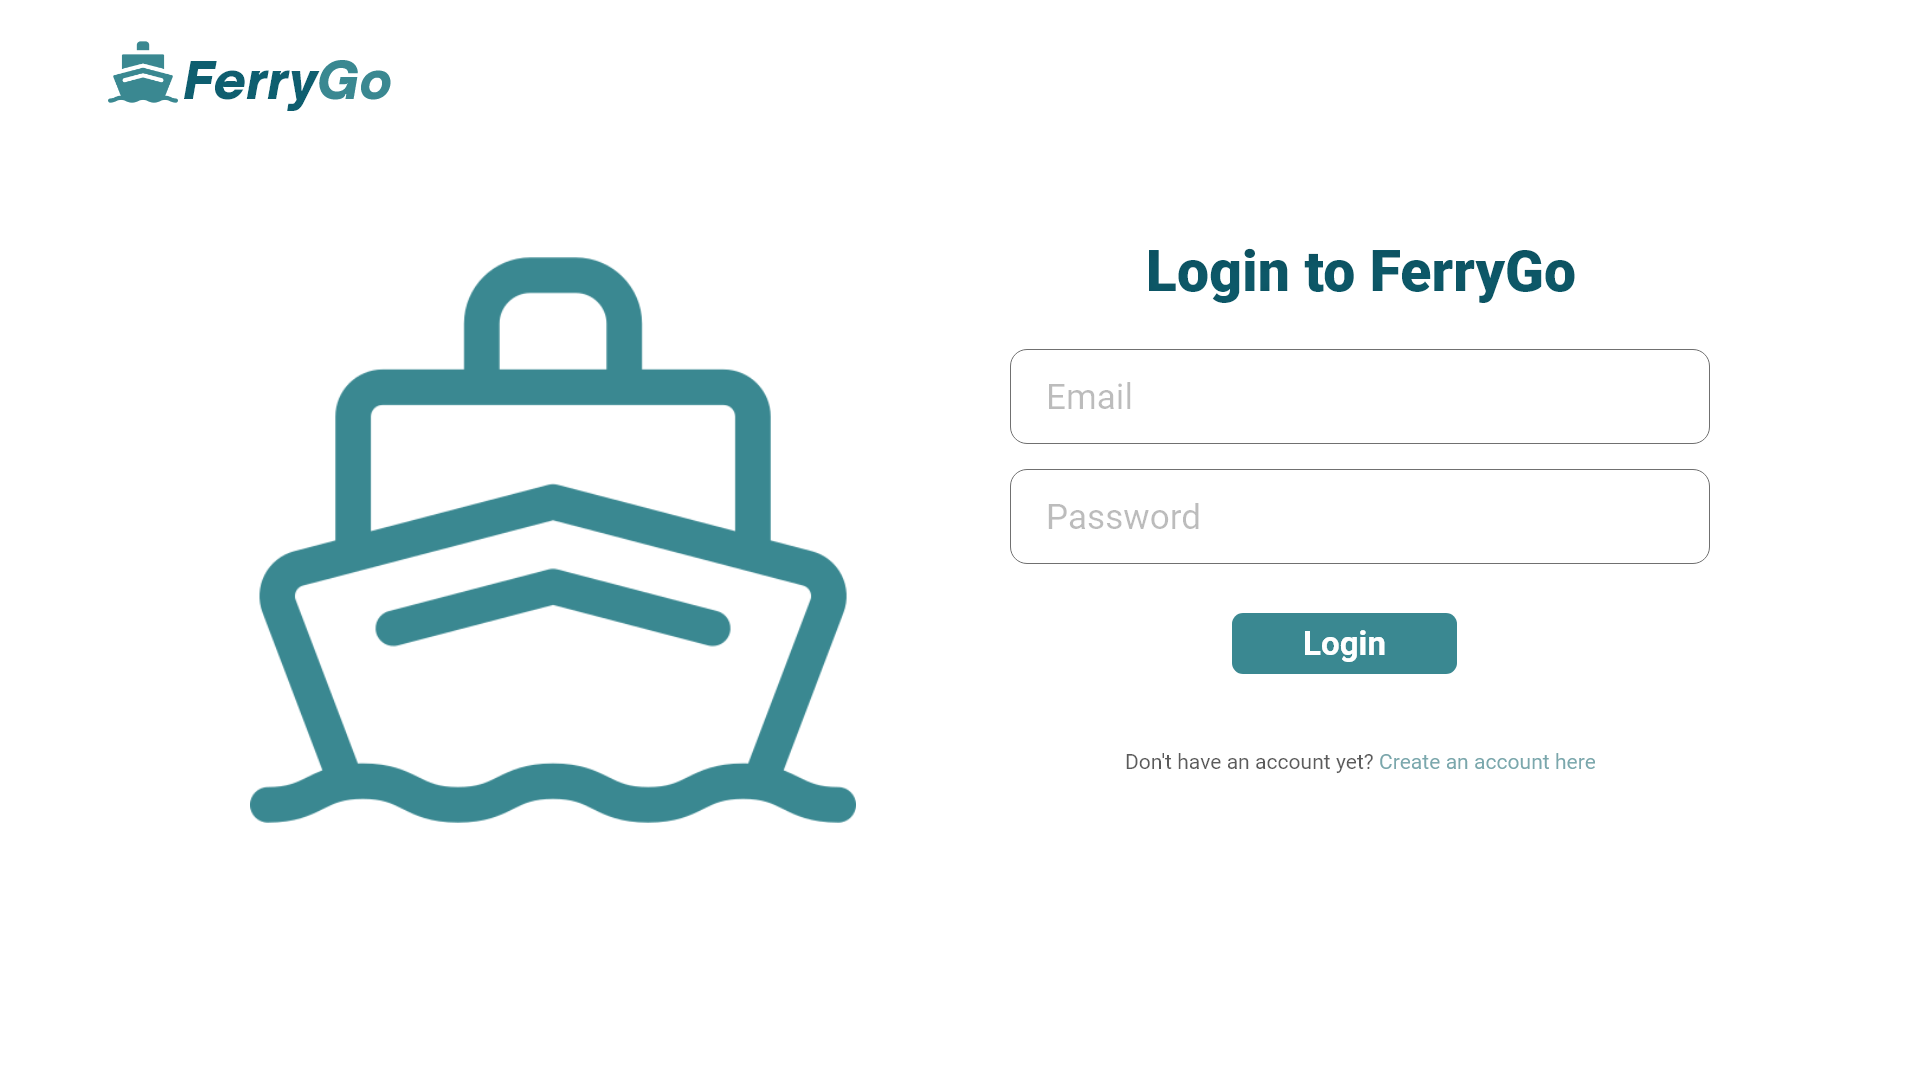 FerryGo
Login to FerryGo
Email
Password
Login
Don't have an account yet? Create an account here